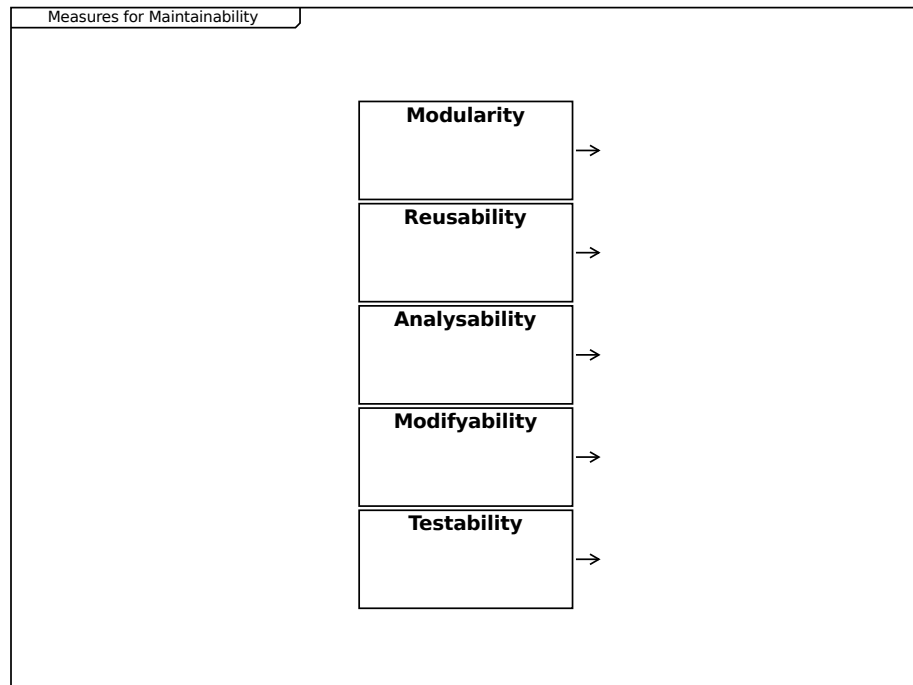 Measures for Maintainability
Modularity
Reusability
Analysability
Modifyability
Testability